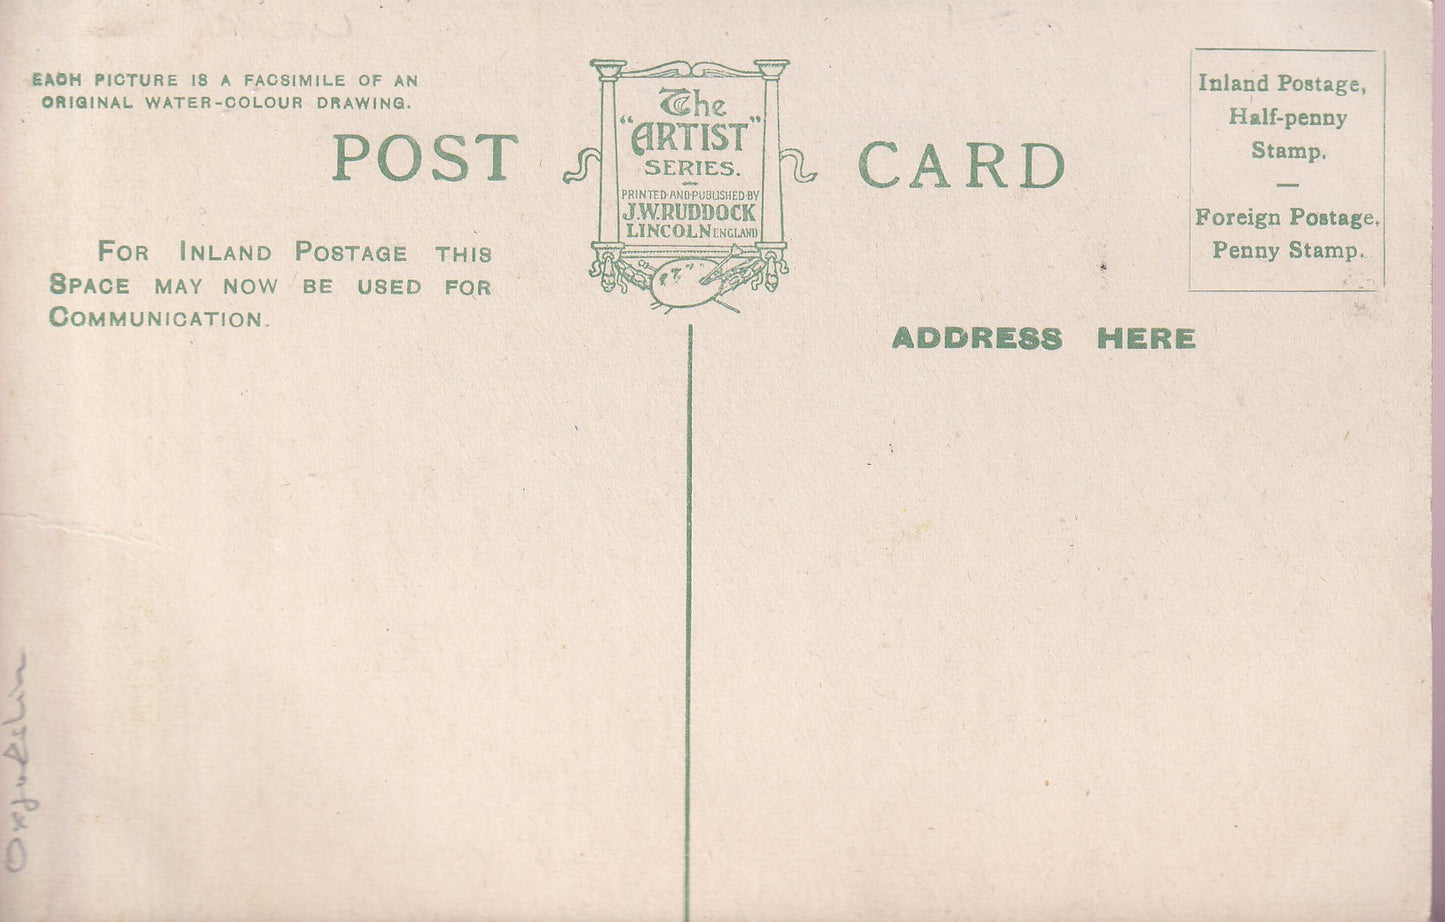 EACH PICTURE IS A FACSIMILE OF AN
ORIGINAL WATER-COLOUR DRAWING.
POST CARD
The
"ARTIST"
SERIES.
PRINTED·AND·PUBLISHED·BY
J.W.RUDDOCK
LINCOLN ENGLAND
Inland Postage,
Half-penny
Stamp.
—
Foreign Postage,
Penny Stamp.
FOR INLAND POSTAGE THIS
SPACE MAY NOW BE USED FOR
COMMUNICATION.
ADDRESS HERE